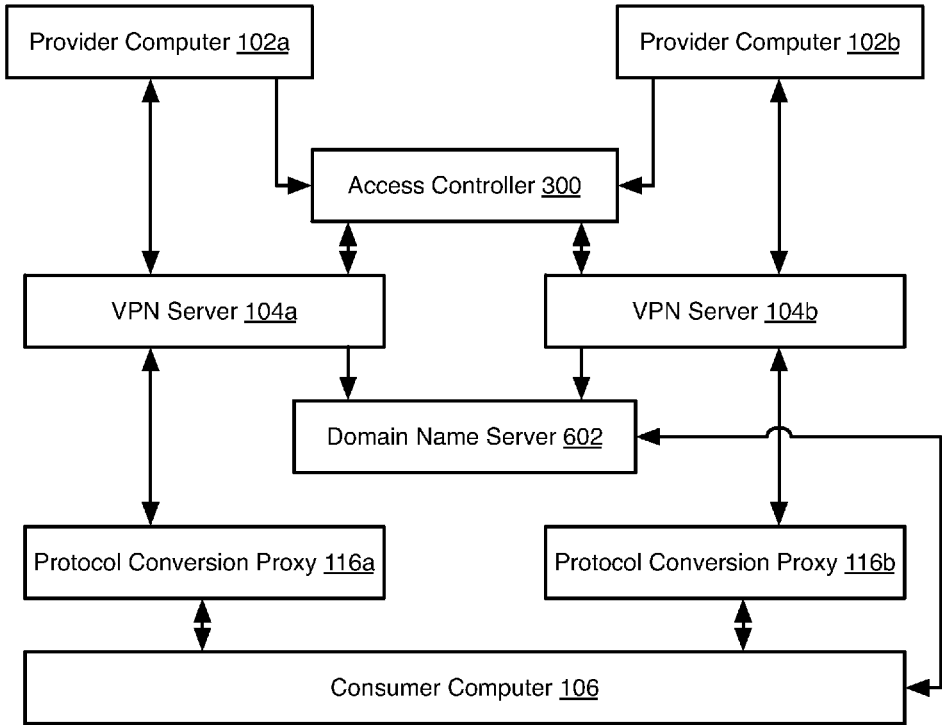 Provider Computer 102a
Provider Computer 102b
Access Controller 300
VPN Server 104a
VPN Server 104b
Domain Name Server 602
Protocol Conversion Proxy 116a
Protocol Conversion Proxy 116b
Consumer Computer 106